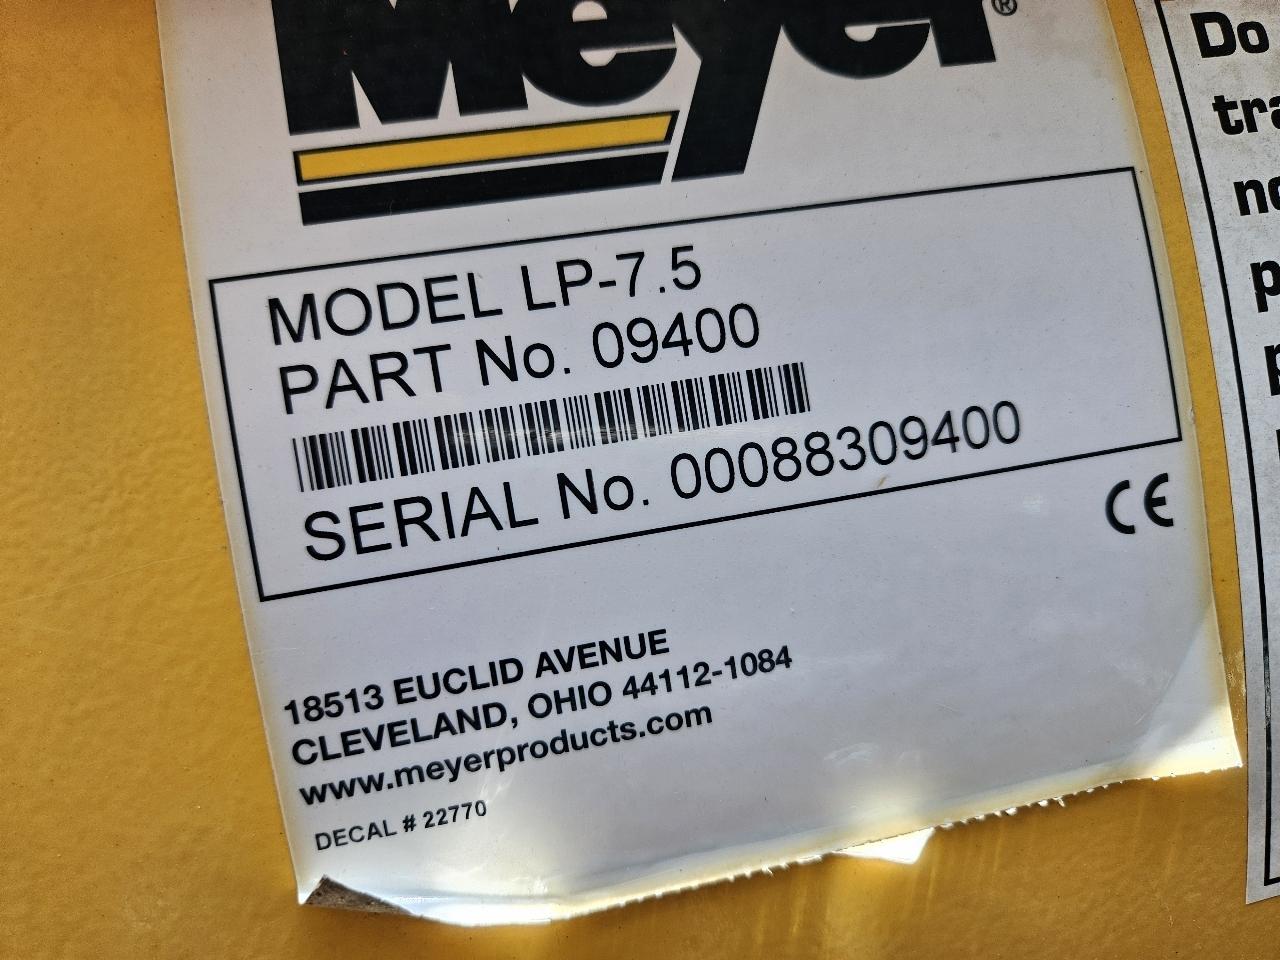 Meyer®
MODEL LP-7.5
PART No. 09400
SERIAL No. 00088309400
CE
18513 EUCLID AVENUE
CLEVELAND, OHIO 44112-1084
www.meyerproducts.com
DECAL # 22770
Do